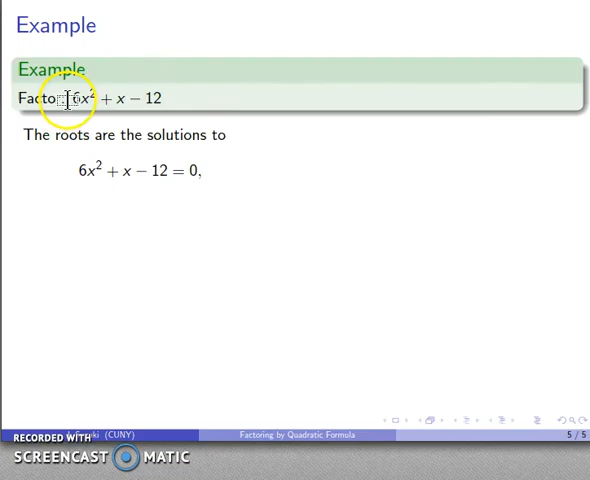 Example
Example
Facto 6x² + x − 12
The roots are the solutions to
6x² + x − 12 = 0,
(CUNY) Factoring by Quadratic Formula 5 / 5
RECORDED WITH
SCREENCAST MATIC